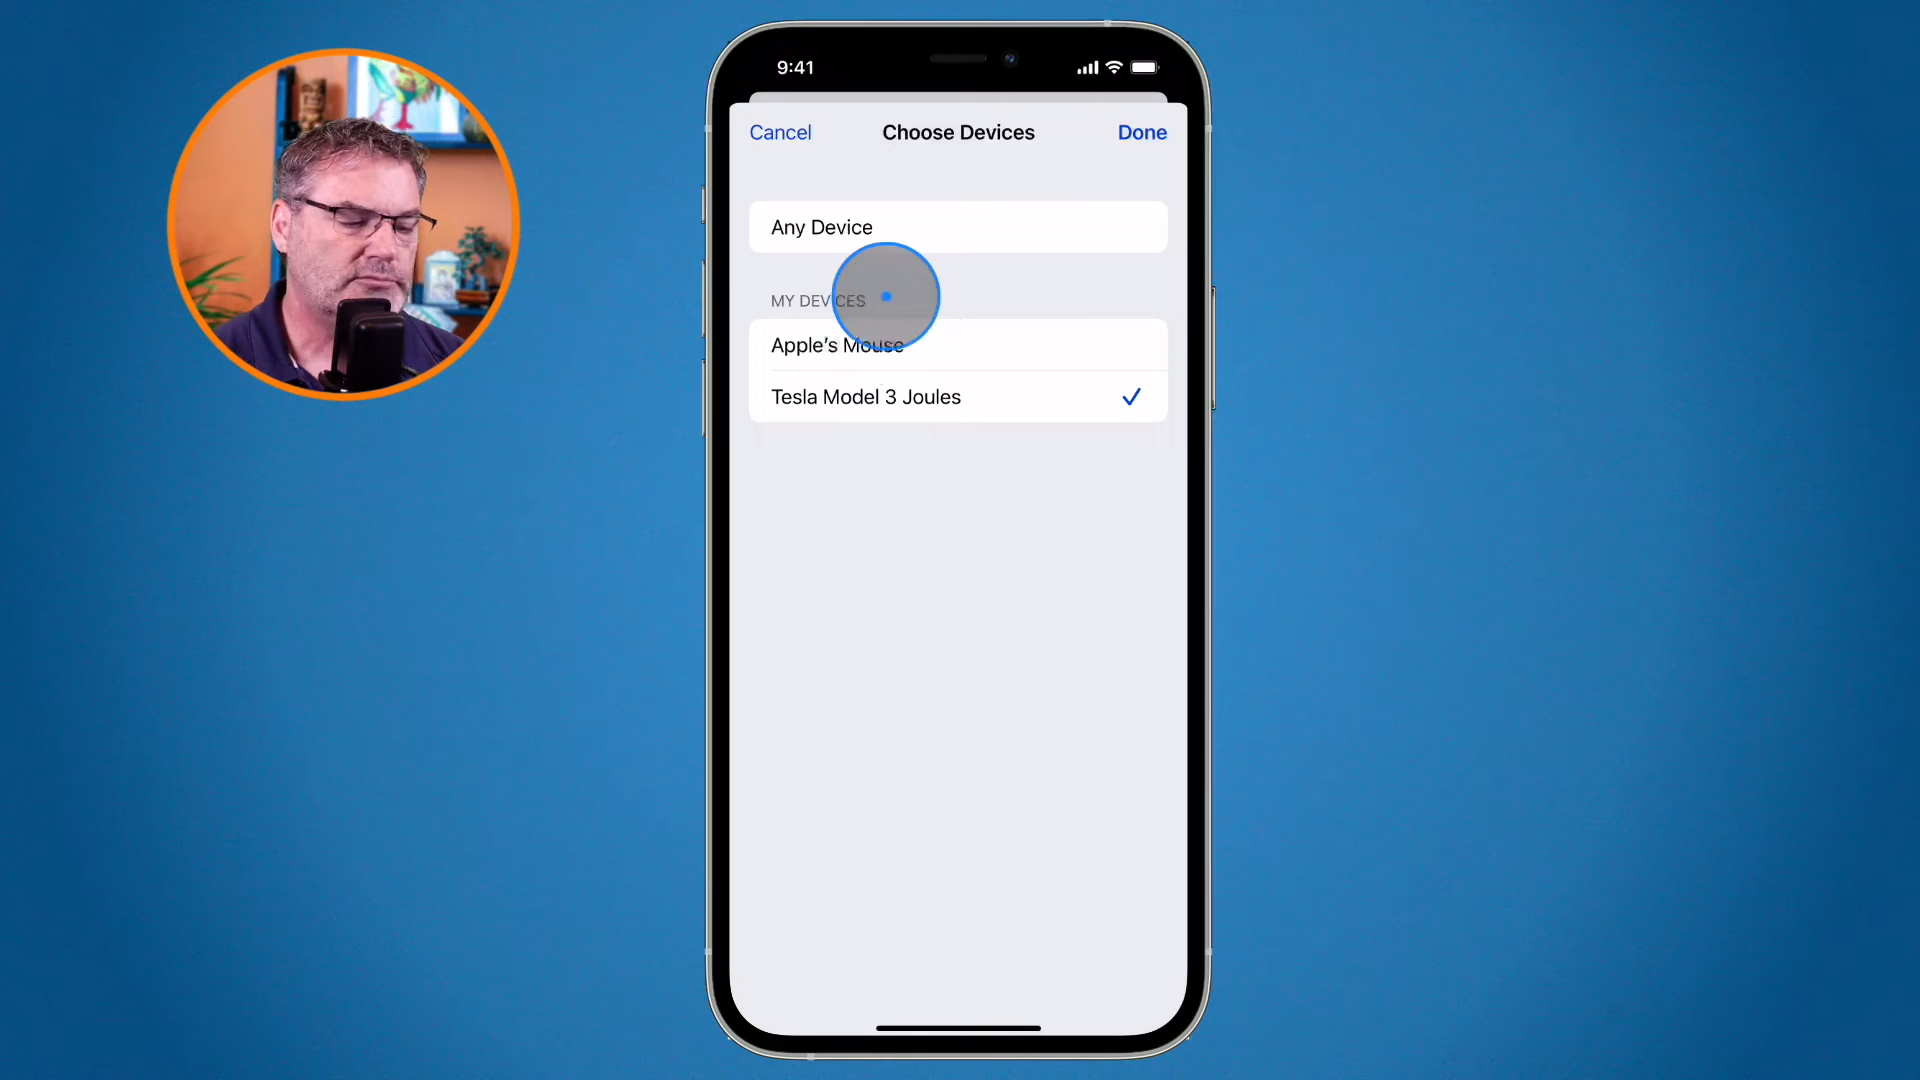 9:41
Cancel
Choose Devices
Done
Any Device
MY DEVICES
Apple’s Mouse
Tesla Model 3 Joules